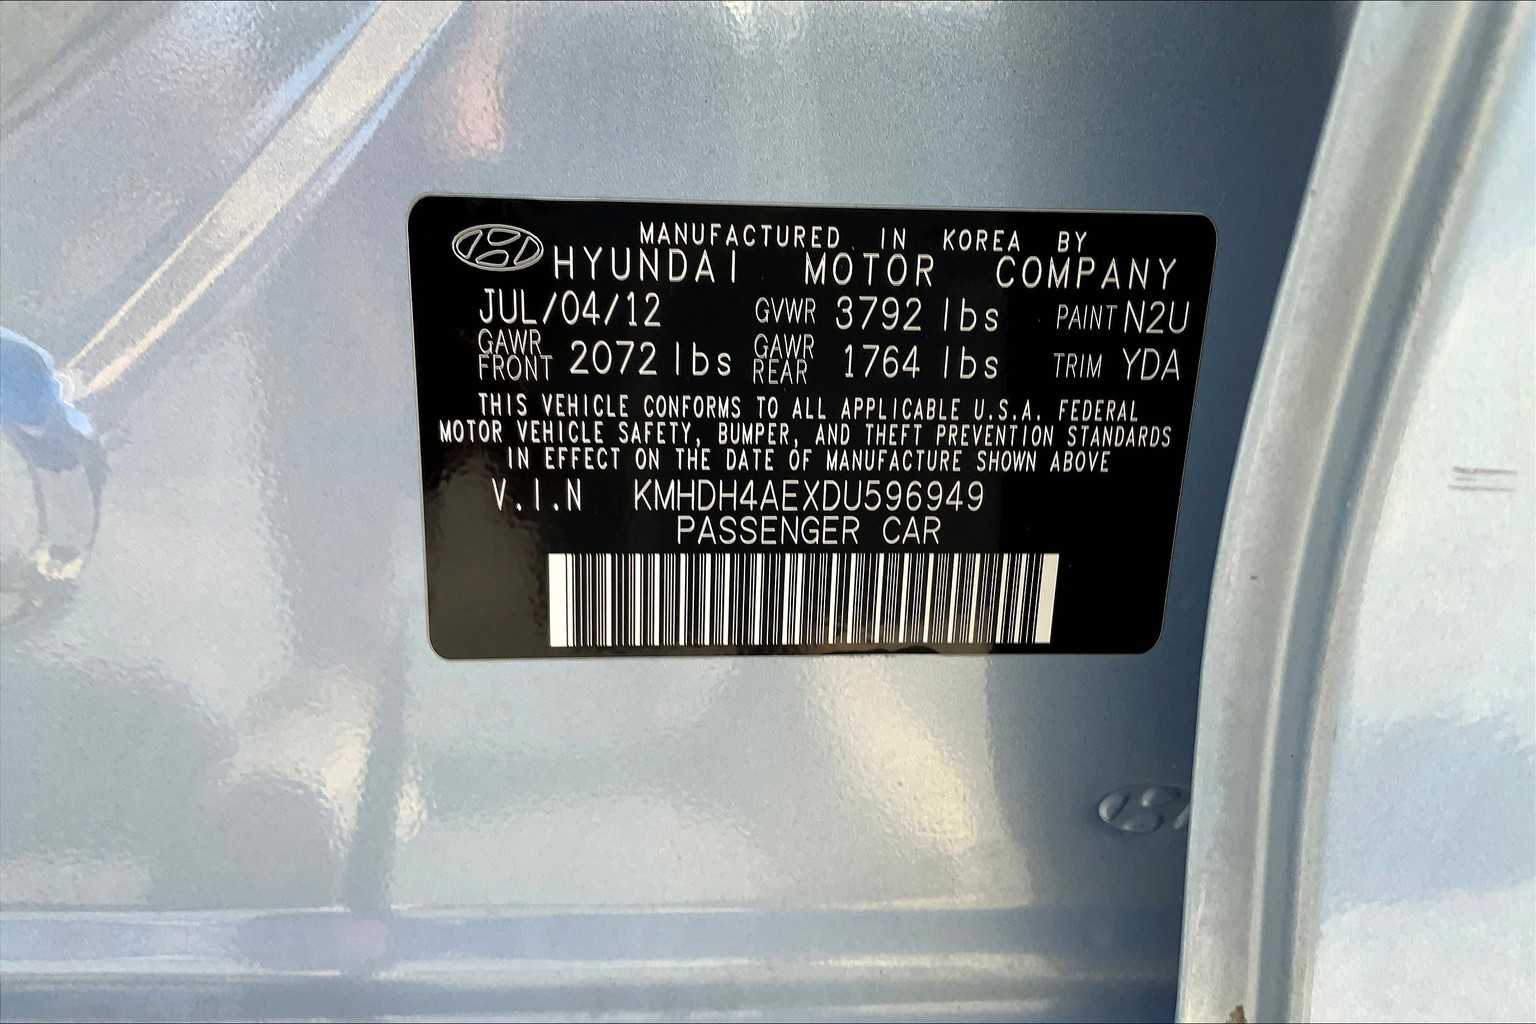 MANUFACTURED IN KOREA BY
HYUNDAI MOTOR COMPANY
JUL/04/12 GVWR 3792 lbs PAINT N2U
GAWR FRONT 2072 lbs GAWR REAR 1764 lbs TRIM YDA
THIS VEHICLE CONFORMS TO ALL APPLICABLE U.S.A. FEDERAL
MOTOR VEHICLE SAFETY, BUMPER, AND THEFT PREVENTION STANDARDS
IN EFFECT ON THE DATE OF MANUFACTURE SHOWN ABOVE
V.I.N KMHDH4AEXDU596949
PASSENGER CAR